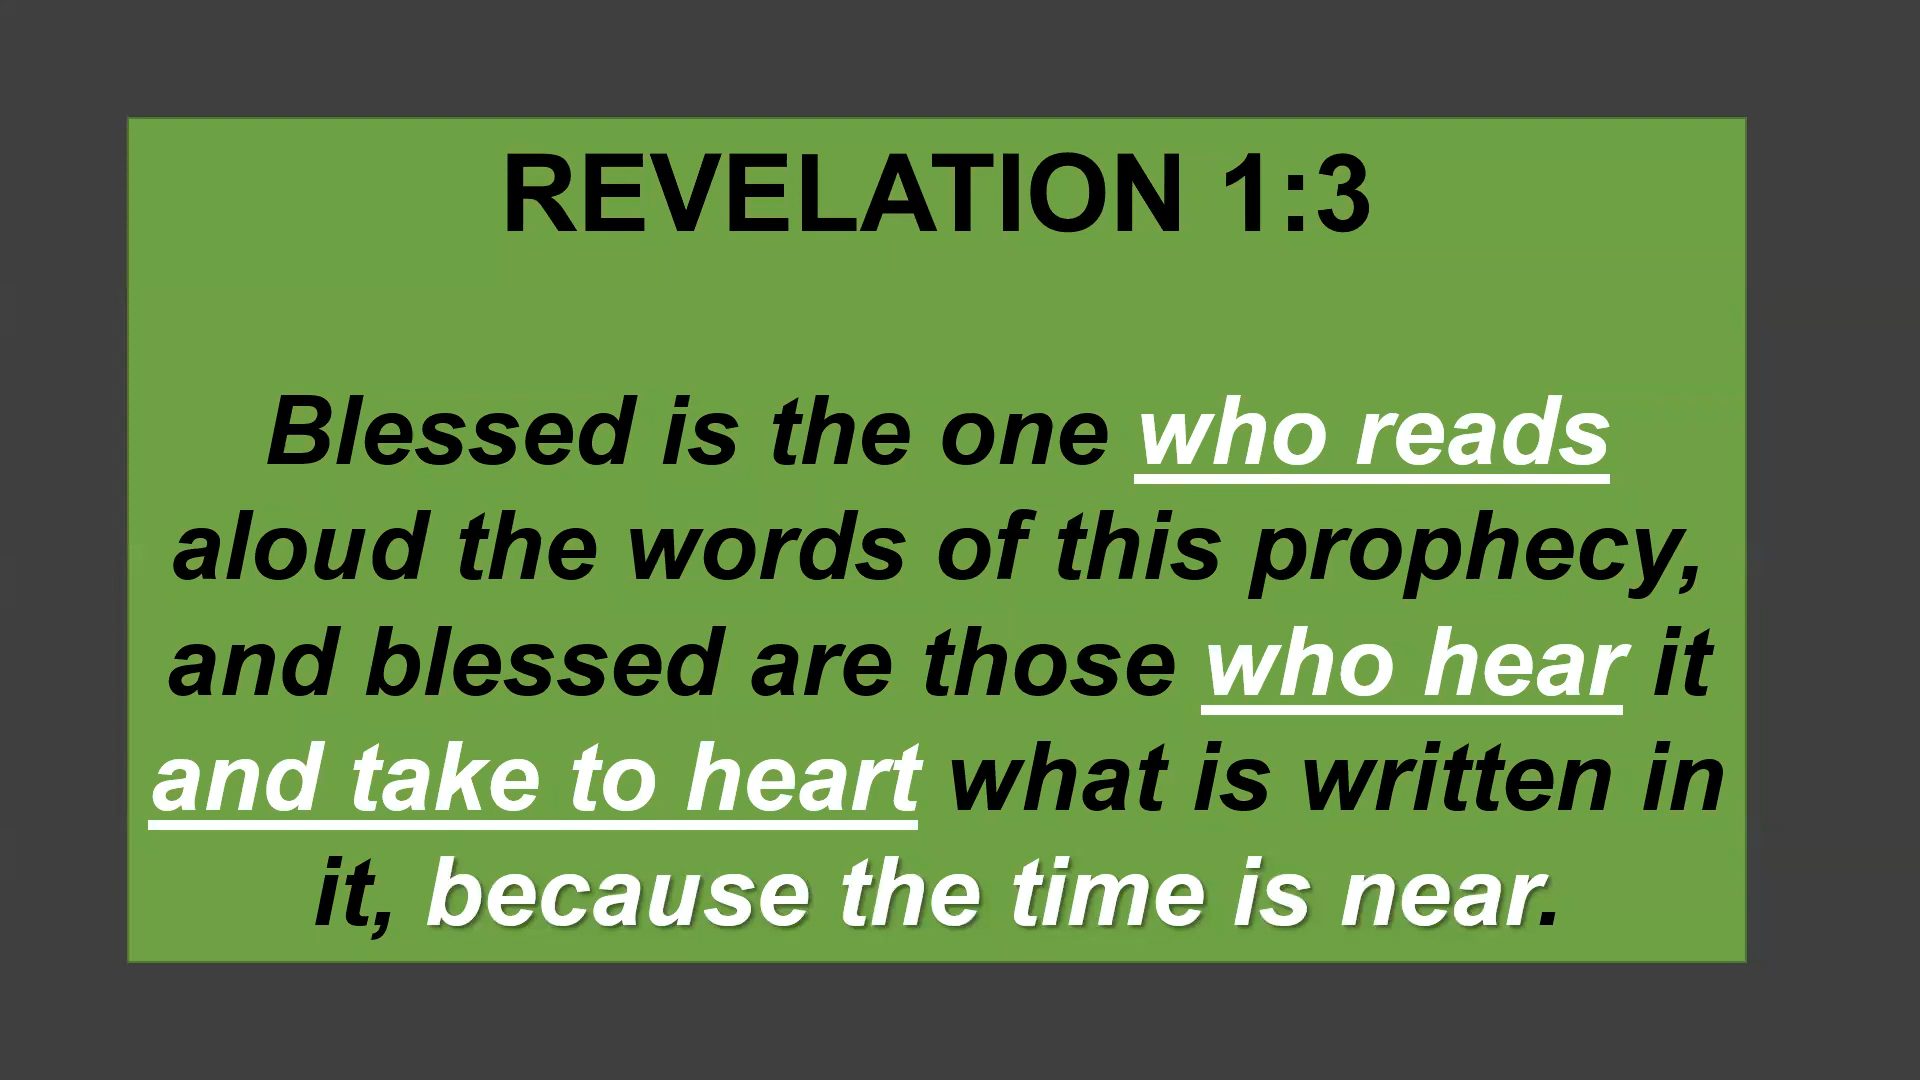 REVELATION 1:3
Blessed is the one who reads
aloud the words of this prophecy,
and blessed are those who hear it
and take to heart what is written in
it, because the time is near.